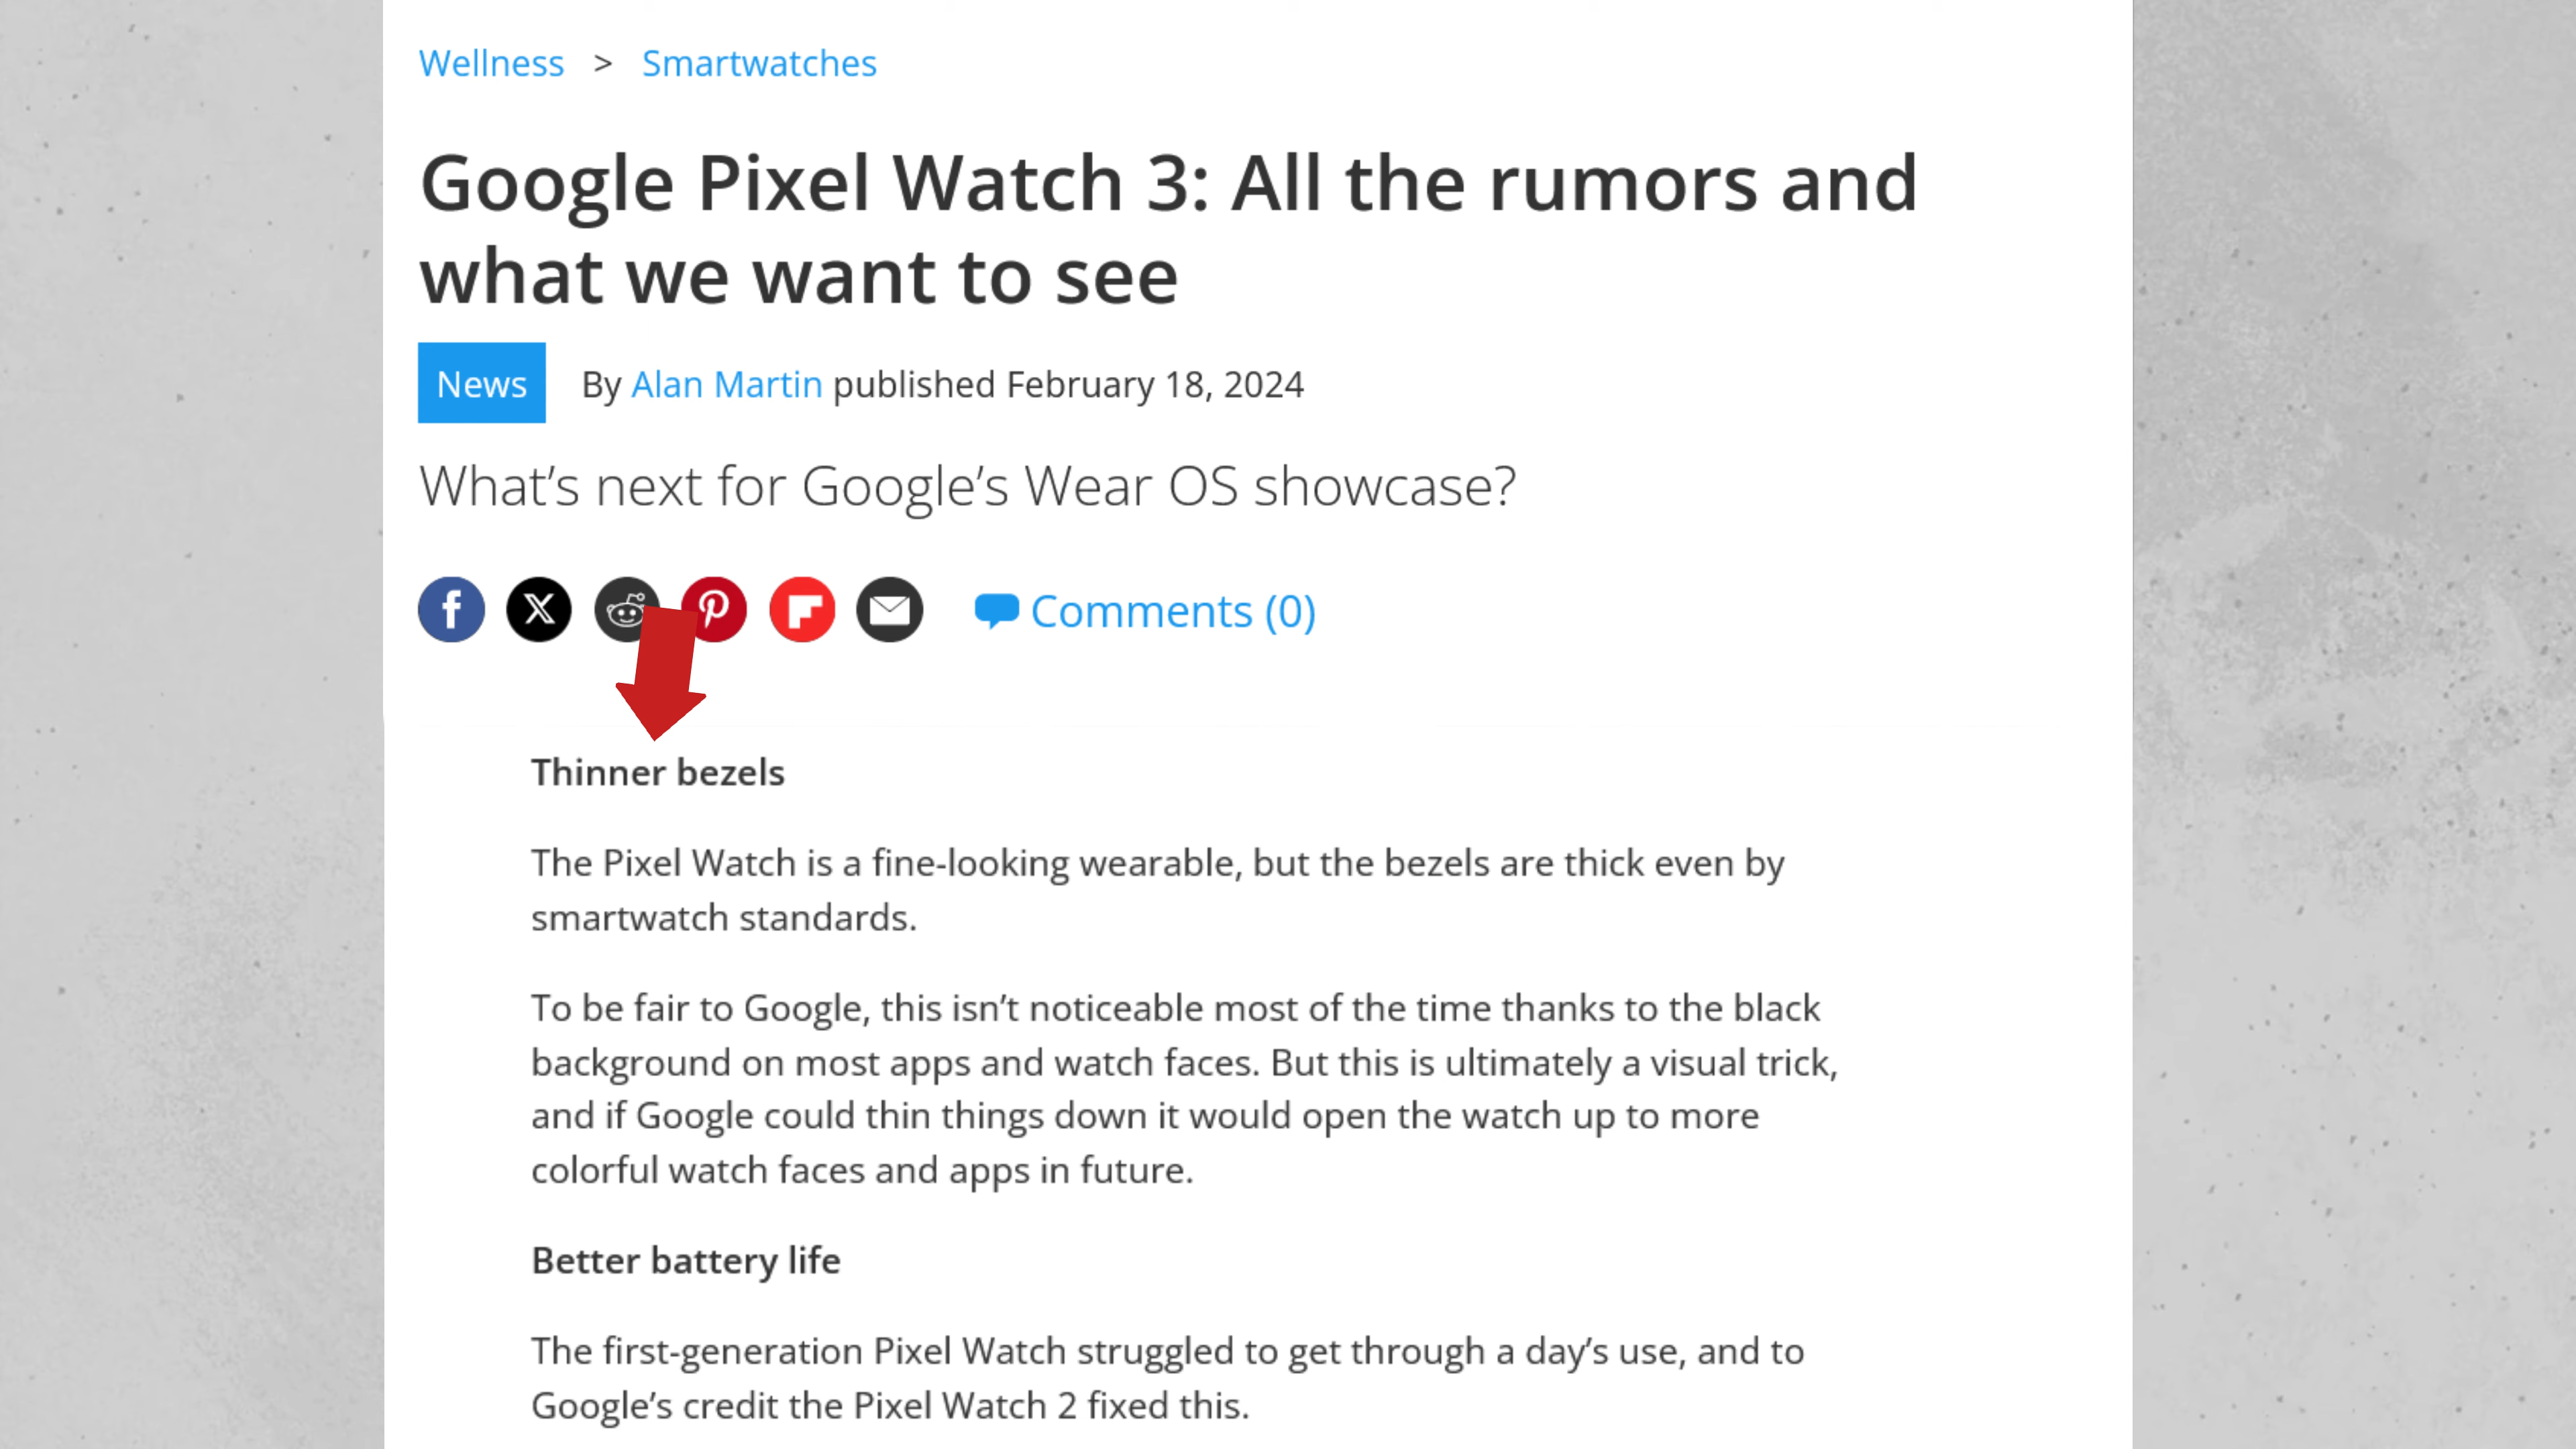 Wellness > Smartwatches
Google Pixel Watch 3: All the rumors and
what we want to see
News By Alan Martin published February 18, 2024
What’s next for Google’s Wear OS showcase?
Comments (0)
Thinner bezels
The Pixel Watch is a fine-looking wearable, but the bezels are thick even by
smartwatch standards.
To be fair to Google, this isn’t noticeable most of the time thanks to the black
background on most apps and watch faces. But this is ultimately a visual trick,
and if Google could thin things down it would open the watch up to more
colorful watch faces and apps in future.
Better battery life
The first-generation Pixel Watch struggled to get through a day’s use, and to
Google’s credit the Pixel Watch 2 fixed this.